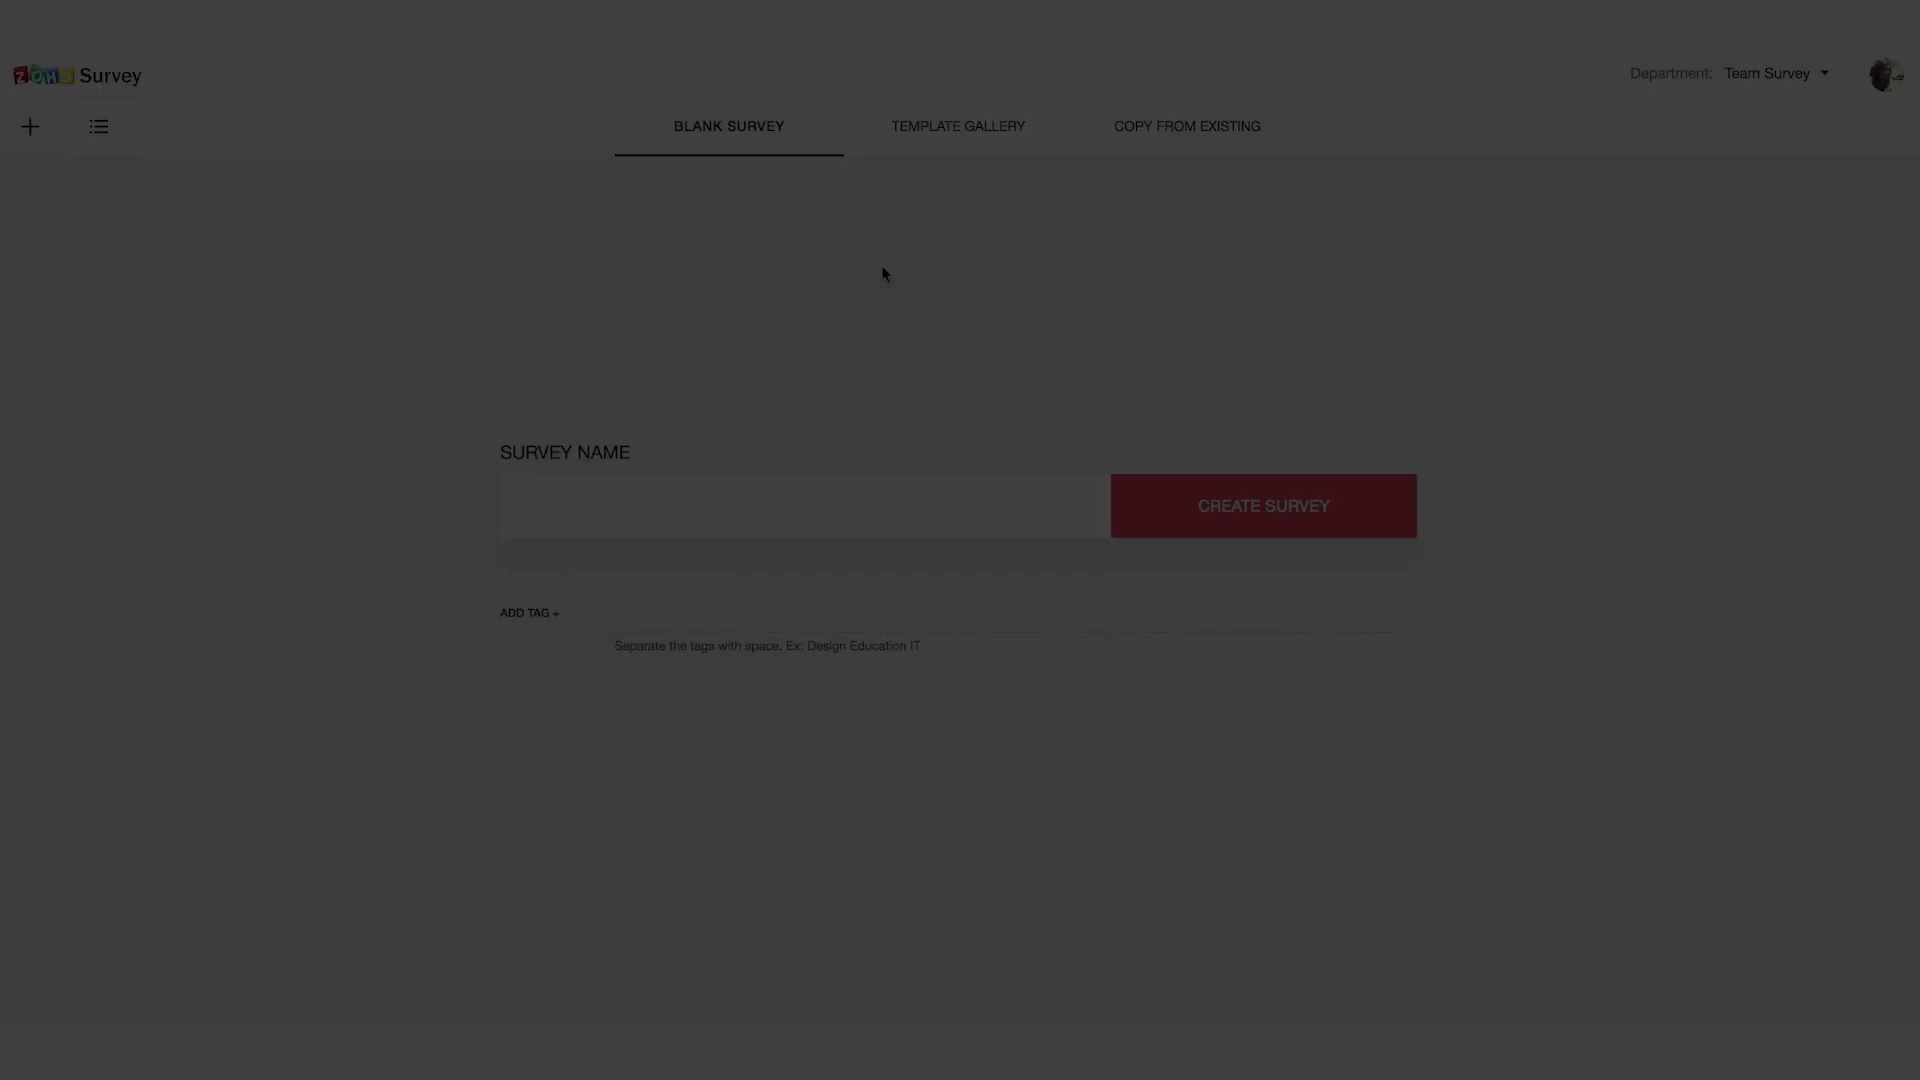 ZOHO Survey
Department: Team Survey
BLANK SURVEY
TEMPLATE GALLERY
COPY FROM EXISTING
SURVEY NAME
CREATE SURVEY
ADD TAG +
Separate the tags with space. Ex: Design Education IT